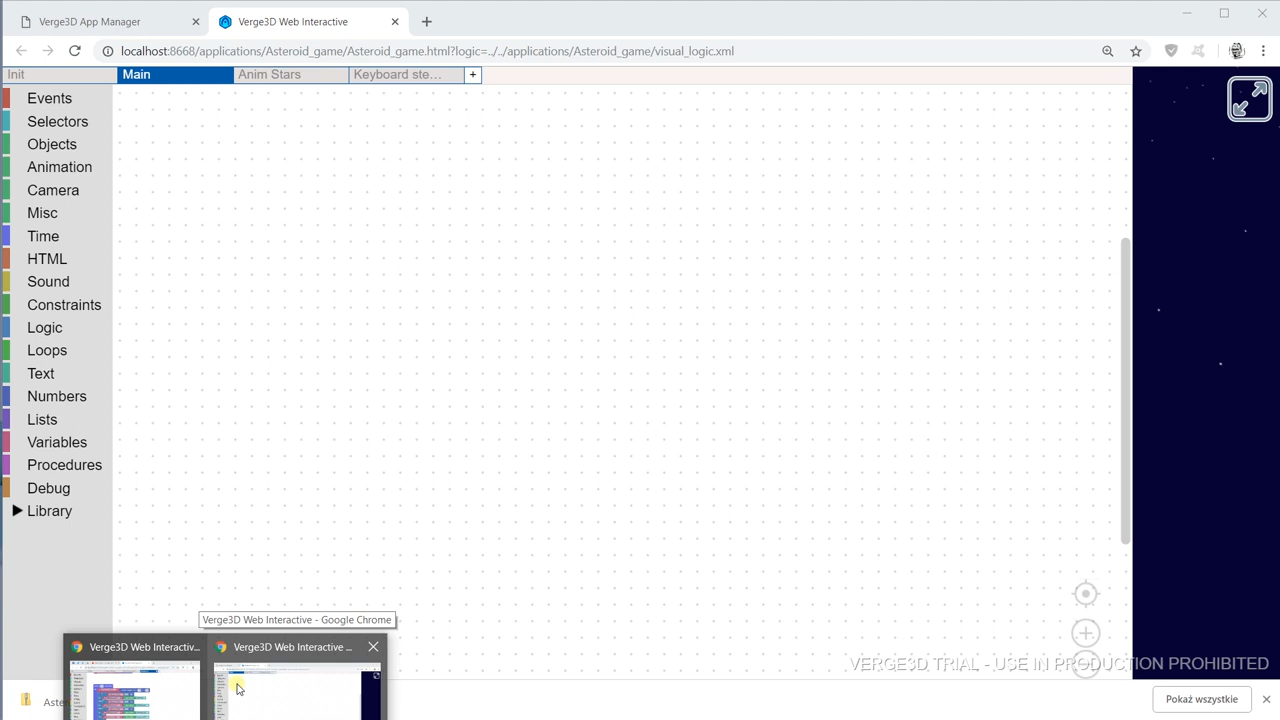 Verge3D App Manager
Verge3D Web Interactive
localhost:8668/applications/Asteroid_game/Asteroid_game.html?logic=../../applications/Asteroid_game/visual_logic.xml
Init
Main
Anim Stars
Keyboard ste...
+
Events
Selectors
Objects
Animation
Camera
Misc
Time
HTML
Sound
Constraints
Logic
Loops
Text
Numbers
Lists
Variables
Procedures
Debug
Library
Verge3D Web Interactive - Google Chrome
Verge3D Web Interactiv...
Verge3D Web Interactive ...
VERGE3D TRIAL - USE IN PRODUCTION PROHIBITED
Aster
Pokaż wszystkie